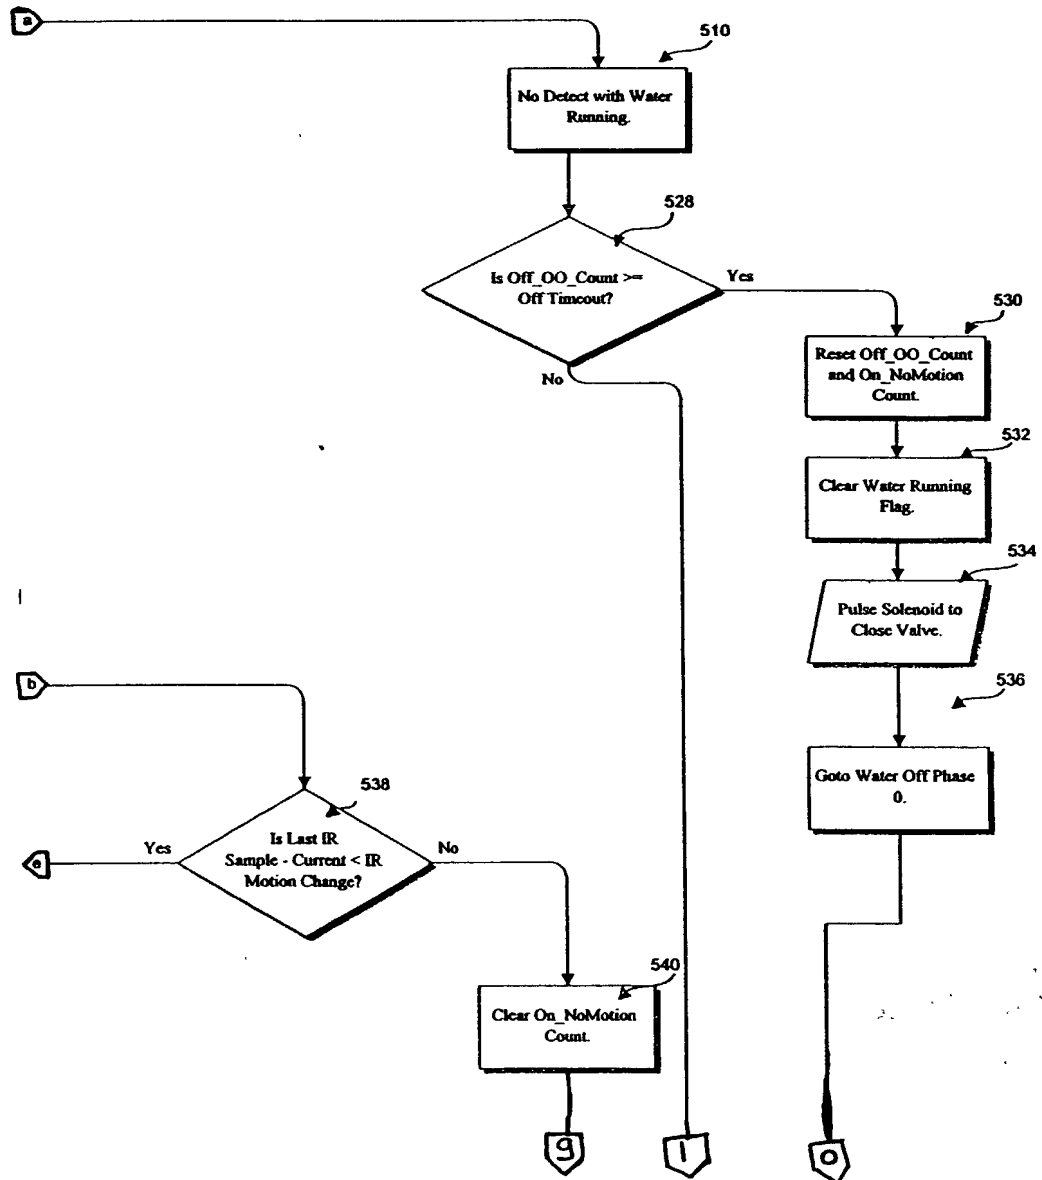 a
510
No Detect with Water
Running.
528
Is Off_OO_Count >=
Off Timeout?
Yes
No
530
Reset Off_OO_Count
and On_NoMotion
Count.
532
Clear Water Running
Flag.
534
Pulse Solenoid to
Close Valve.
536
Goto Water Off Phase
0.
b
538
Is Last IR
Sample - Current < IR
Motion Change?
Yes
No
e
540
Clear On_NoMotion
Count.
g
l
o